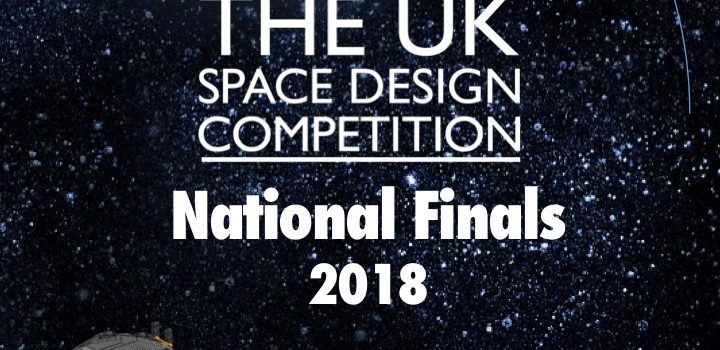 THE UK
SPACE DESIGN
COMPETITION
National Finals
2018